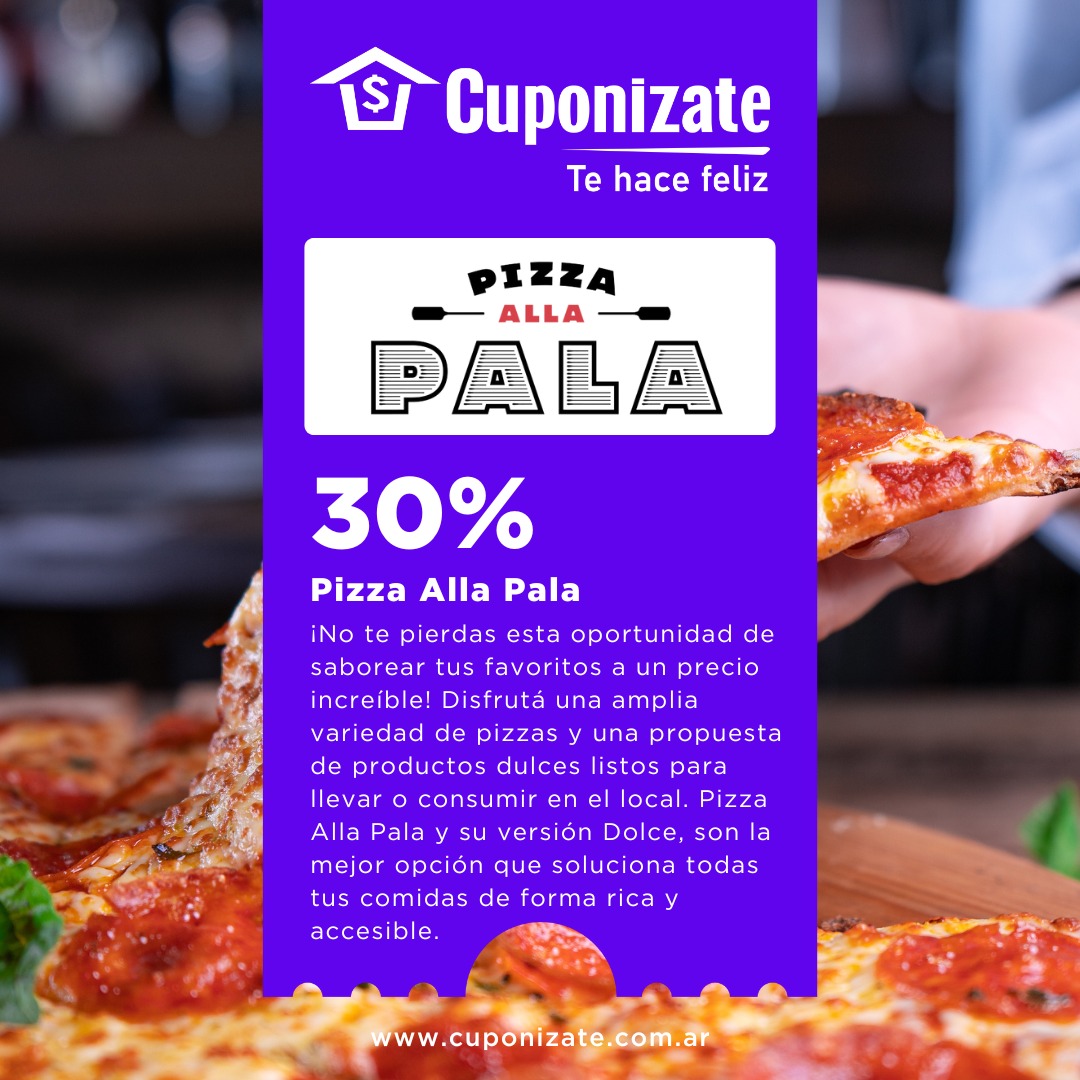 $ Cuponizate
Te hace feliz
PIZZA
ALLA
PALA
30%
Pizza Alla Pala
¡No te pierdas esta oportunidad de
saborear tus favoritos a un precio
increíble! Disfrutá una amplia
variedad de pizzas y una propuesta
de productos dulces listos para
llevar o consumir en el local. Pizza
Alla Pala y su versión Dolce, son la
mejor opción que soluciona todas
tus comidas de forma rica y
accesible.
www.cuponizate.com.ar